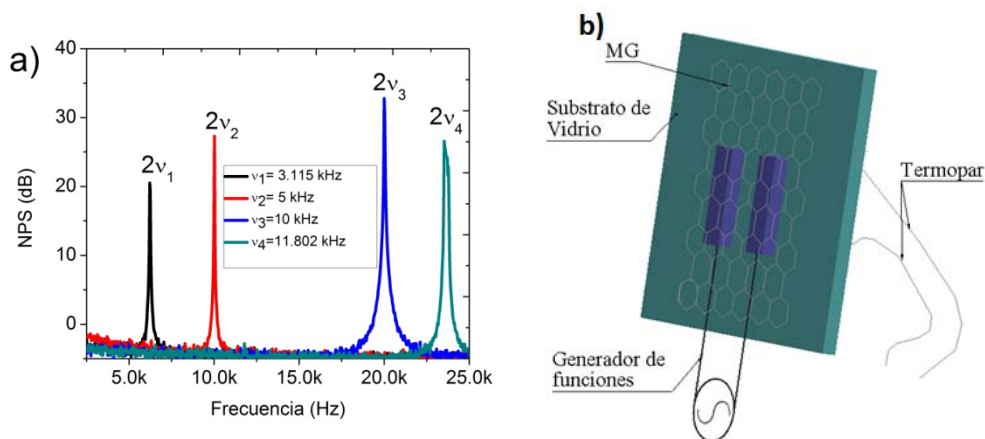 a)
NPS (dB)
40
30
20
10
0
2ν₁
2ν₂
2ν₃
2ν₄
ν₁= 3.115 kHz
ν₂= 5 kHz
ν₃=10 kHz
ν₄=11.802 kHz
5.0k 10.0k 15.0k 20.0k 25.0k
Frecuencia (Hz)
b)
MG
Substrato de
Vidrio
Termopar
Generador de
funciones